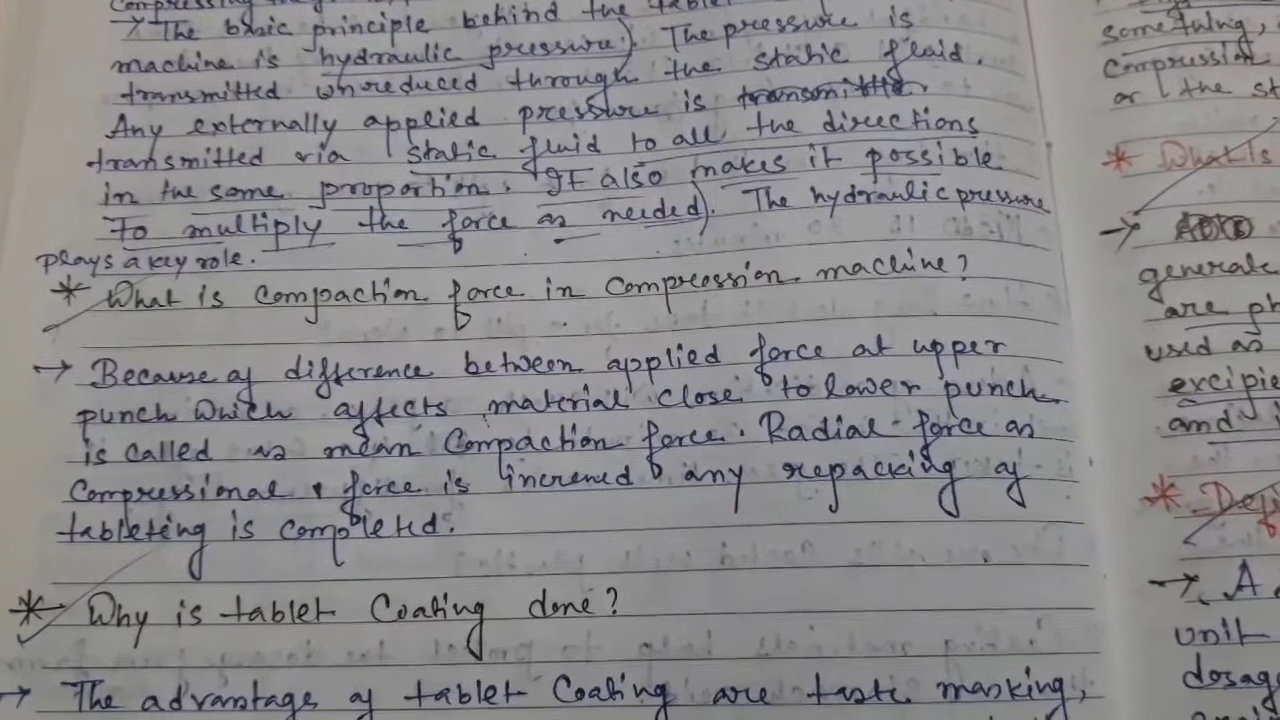 Compressing
→ The basic principle behind the tablet
machine is hydraulic pressure). The pressure is
transmitted unreduced through the static fluid.
Any externally applied pressure is
transmitted via static fluid to all the directions
in the same proportion. It also makes it possible
to multiply the force as needed). The hydraulic pressure
plays a key role.
* What is Compaction force in Compression machine?
→ Because of difference between applied force at upper
punch which affects material close to lower punch
is called as mean Compaction force. Radial force as
Compressional force is increred any repacking of
tableting is completed.
* Why is tablet Coating done?
→ The advantage of tablet Coating are taste masking,
something,
Compression
or the st
* What is
→
generate
are ph
used as
excipie
and
* Def
→ A
unit
dosag